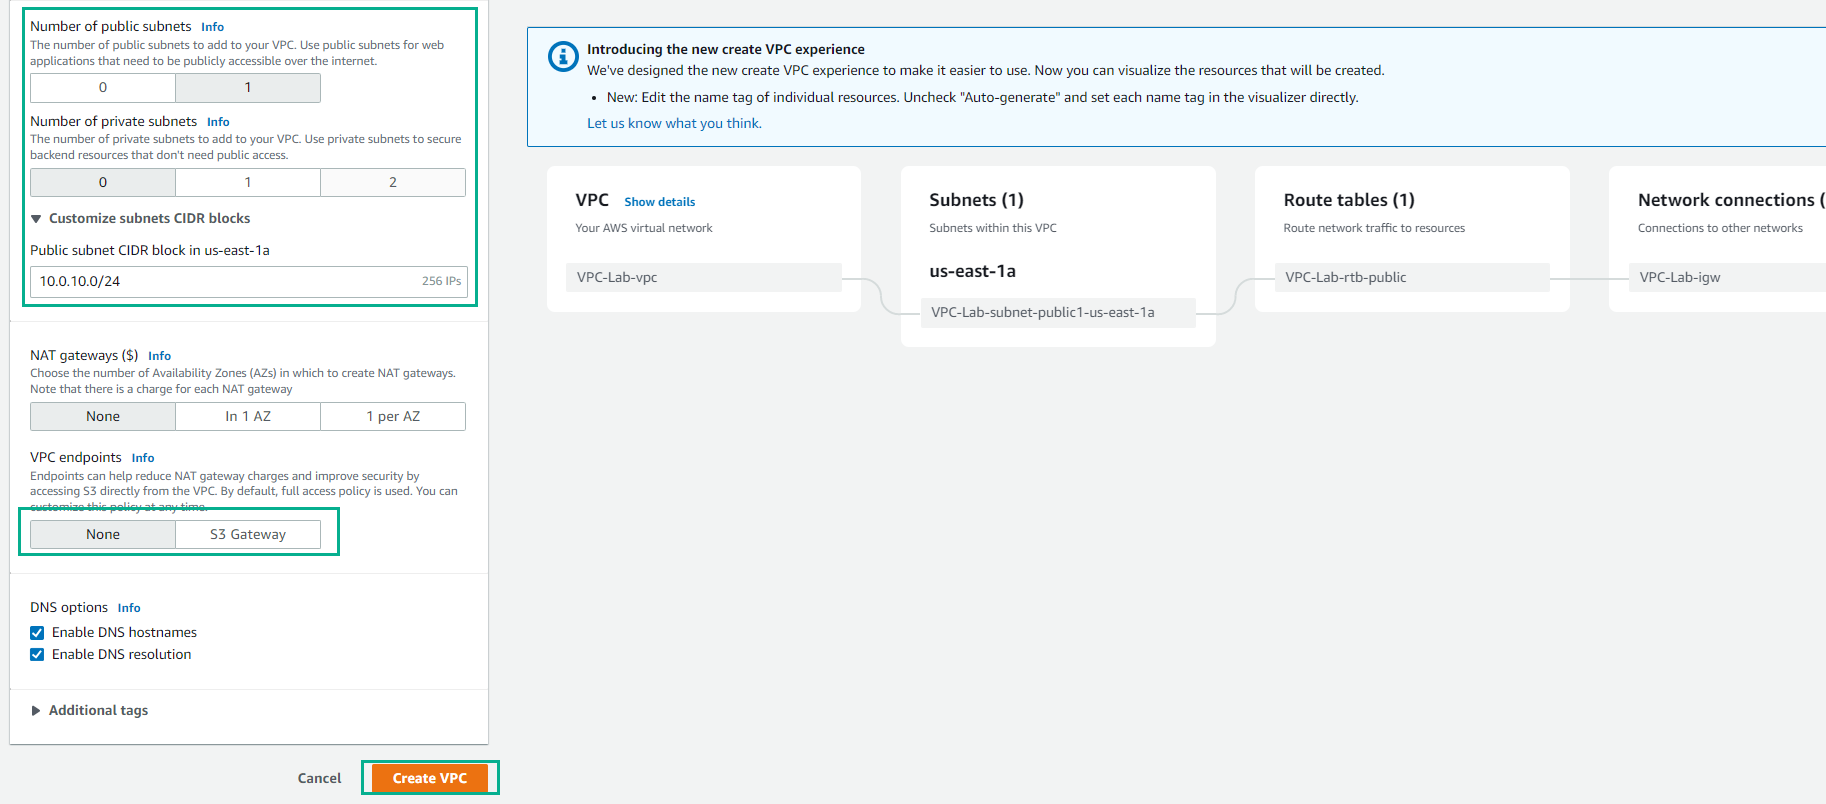 Number of public subnets Info
The number of public subnets to add to your VPC. Use public subnets for web
applications that need to be publicly accessible over the internet.
0 1
Number of private subnets Info
The number of private subnets to add to your VPC. Use private subnets to secure
backend resources that don't need public access.
0 1 2
Customize subnets CIDR blocks
Public subnet CIDR block in us-east-1a
10.0.10.0/24 256 IPs
NAT gateways ($) Info
Choose the number of Availability Zones (AZs) in which to create NAT gateways.
Note that there is a charge for each NAT gateway
None In 1 AZ 1 per AZ
VPC endpoints Info
Endpoints can help reduce NAT gateway charges and improve security by
accessing S3 directly from the VPC. By default, full access policy is used. You can
customize this policy at any time.
None S3 Gateway
DNS options Info
Enable DNS hostnames
Enable DNS resolution
Additional tags
Cancel Create VPC
Introducing the new create VPC experience
We've designed the new create VPC experience to make it easier to use. Now you can visualize the resources that will be created.
• New: Edit the name tag of individual resources. Uncheck "Auto-generate" and set each name tag in the visualizer directly.
Let us know what you think.
VPC Show details
Your AWS virtual network
VPC-Lab-vpc
Subnets (1)
Subnets within this VPC
us-east-1a
VPC-Lab-subnet-public1-us-east-1a
Route tables (1)
Route network traffic to resources
VPC-Lab-rtb-public
Network connections (
Connections to other networks
VPC-Lab-igw